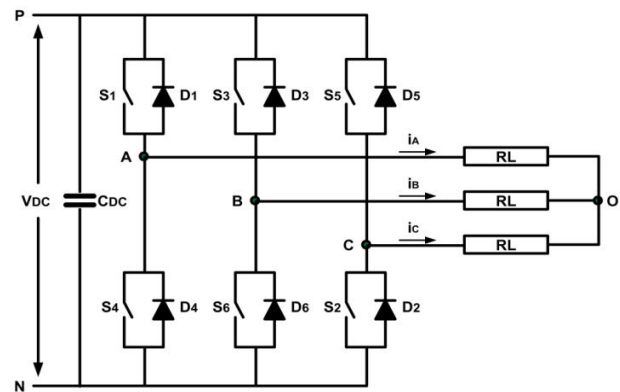 P
S1 D1 S3 D3 S5 D5
A iA RL
VDC CDC B iB RL O
C iC RL
S4 D4 S6 D6 S2 D2
N